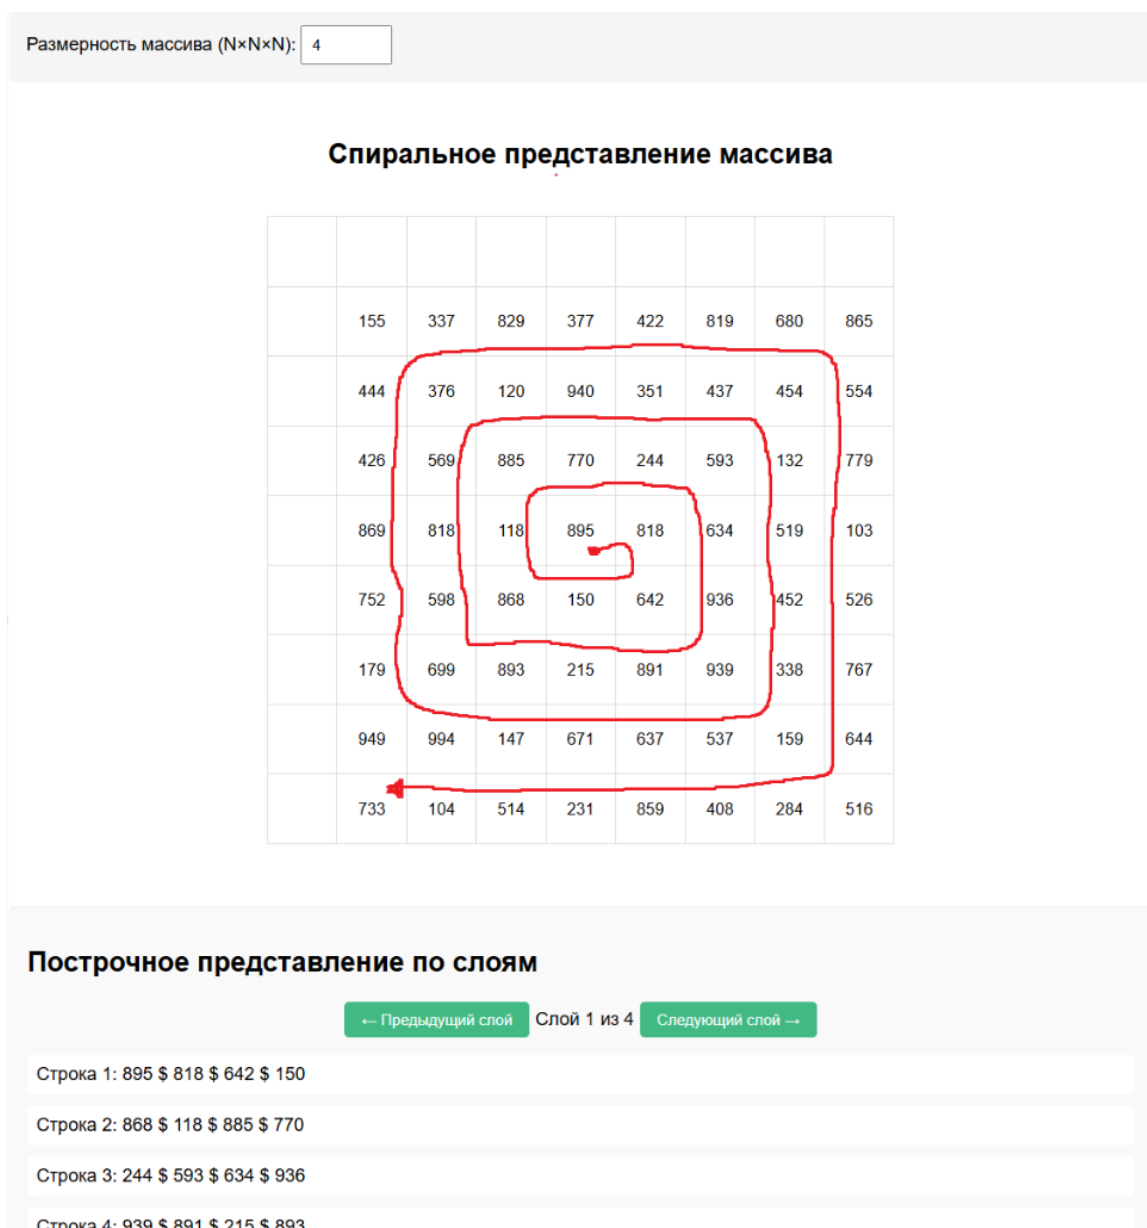 Размерность массива (N×N×N): 4
Спиральное представление массива
155 337 829 377 422 819 680 865
444 376 120 940 351 437 454 554
426 569 885 770 244 593 132 779
869 818 118 895 818 634 519 103
752 598 868 150 642 936 452 526
179 699 893 215 891 939 338 767
949 994 147 671 637 537 159 644
733 104 514 231 859 408 284 516
Построчное представление по слоям
← Предыдущий слой Слой 1 из 4 Следующий слой →
Строка 1: 895 $ 818 $ 642 $ 150
Строка 2: 868 $ 118 $ 885 $ 770
Строка 3: 244 $ 593 $ 634 $ 936
Строка 4: 939 $ 891 $ 215 $ 893